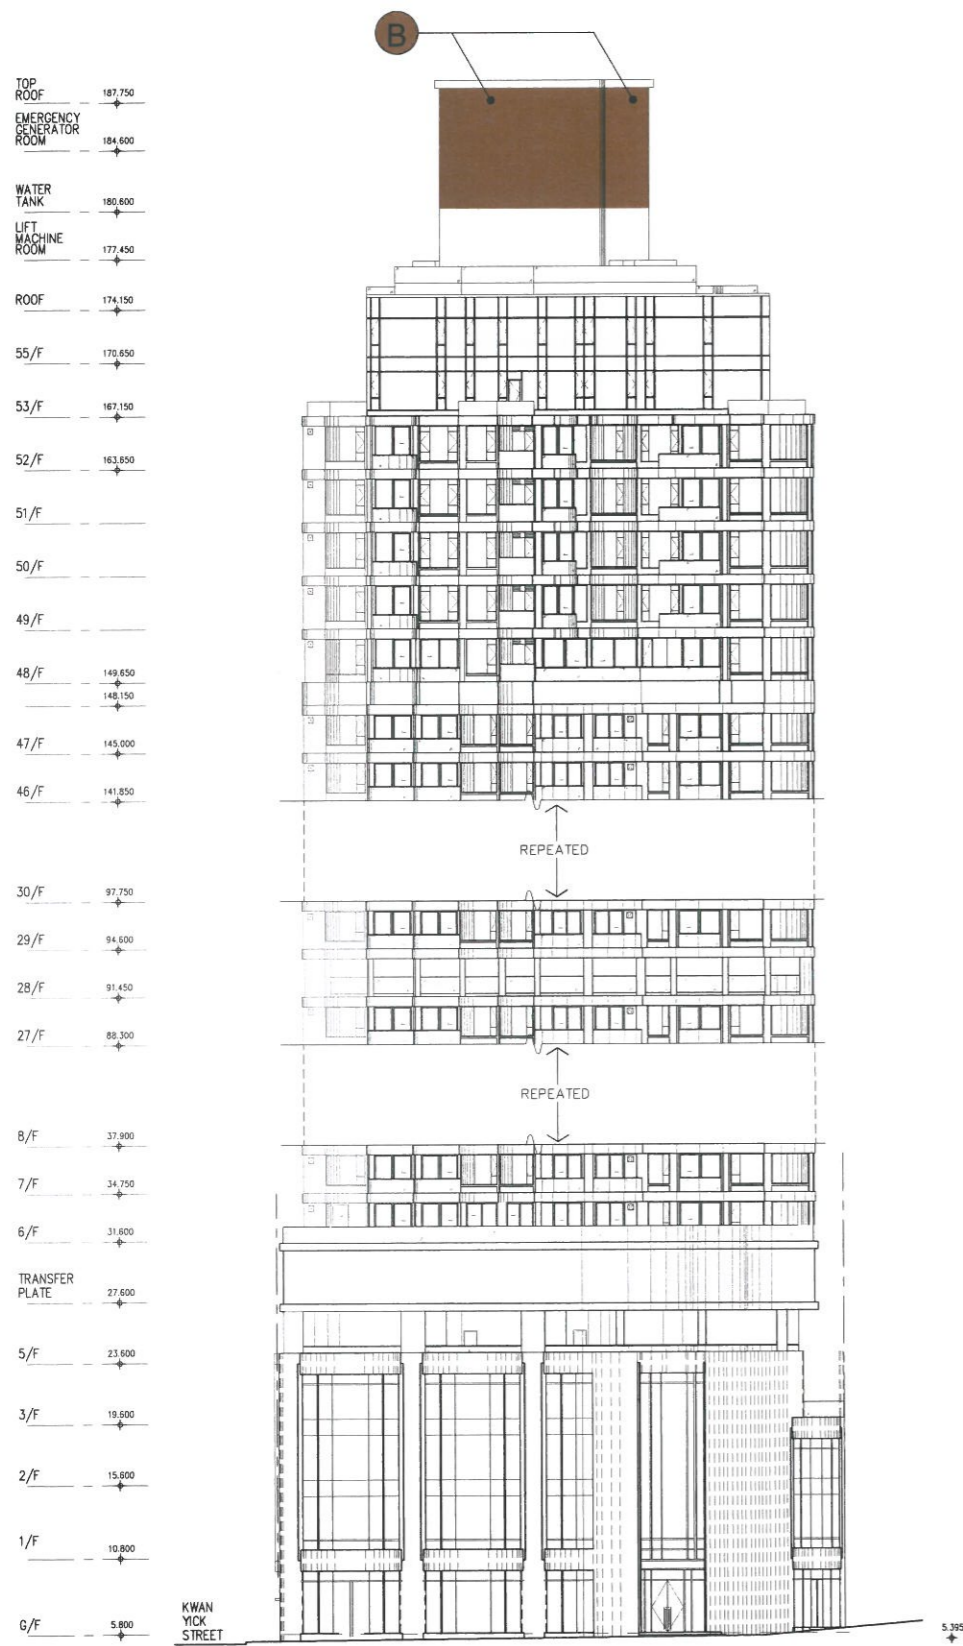 B
TOP
ROOF 187.750
EMERGENCY
GENERATOR
ROOM 184.600
WATER
TANK 180.600
LIFT
MACHINE
ROOM 177.450
ROOF 174.150
55/F 170.650
53/F 167.150
52/F 163.650
51/F
50/F
49/F
48/F 149.650
148.150
47/F 145.000
46/F 141.850
REPEATED
30/F 97.750
29/F 94.600
28/F 91.450
27/F 88.300
REPEATED
8/F 37.900
7/F 34.750
6/F 31.600
TRANSFER
PLATE 27.600
5/F 23.600
3/F 19.600
2/F 15.600
1/F 10.800
KWAN
YICK
STREET
G/F 5.800
5.395